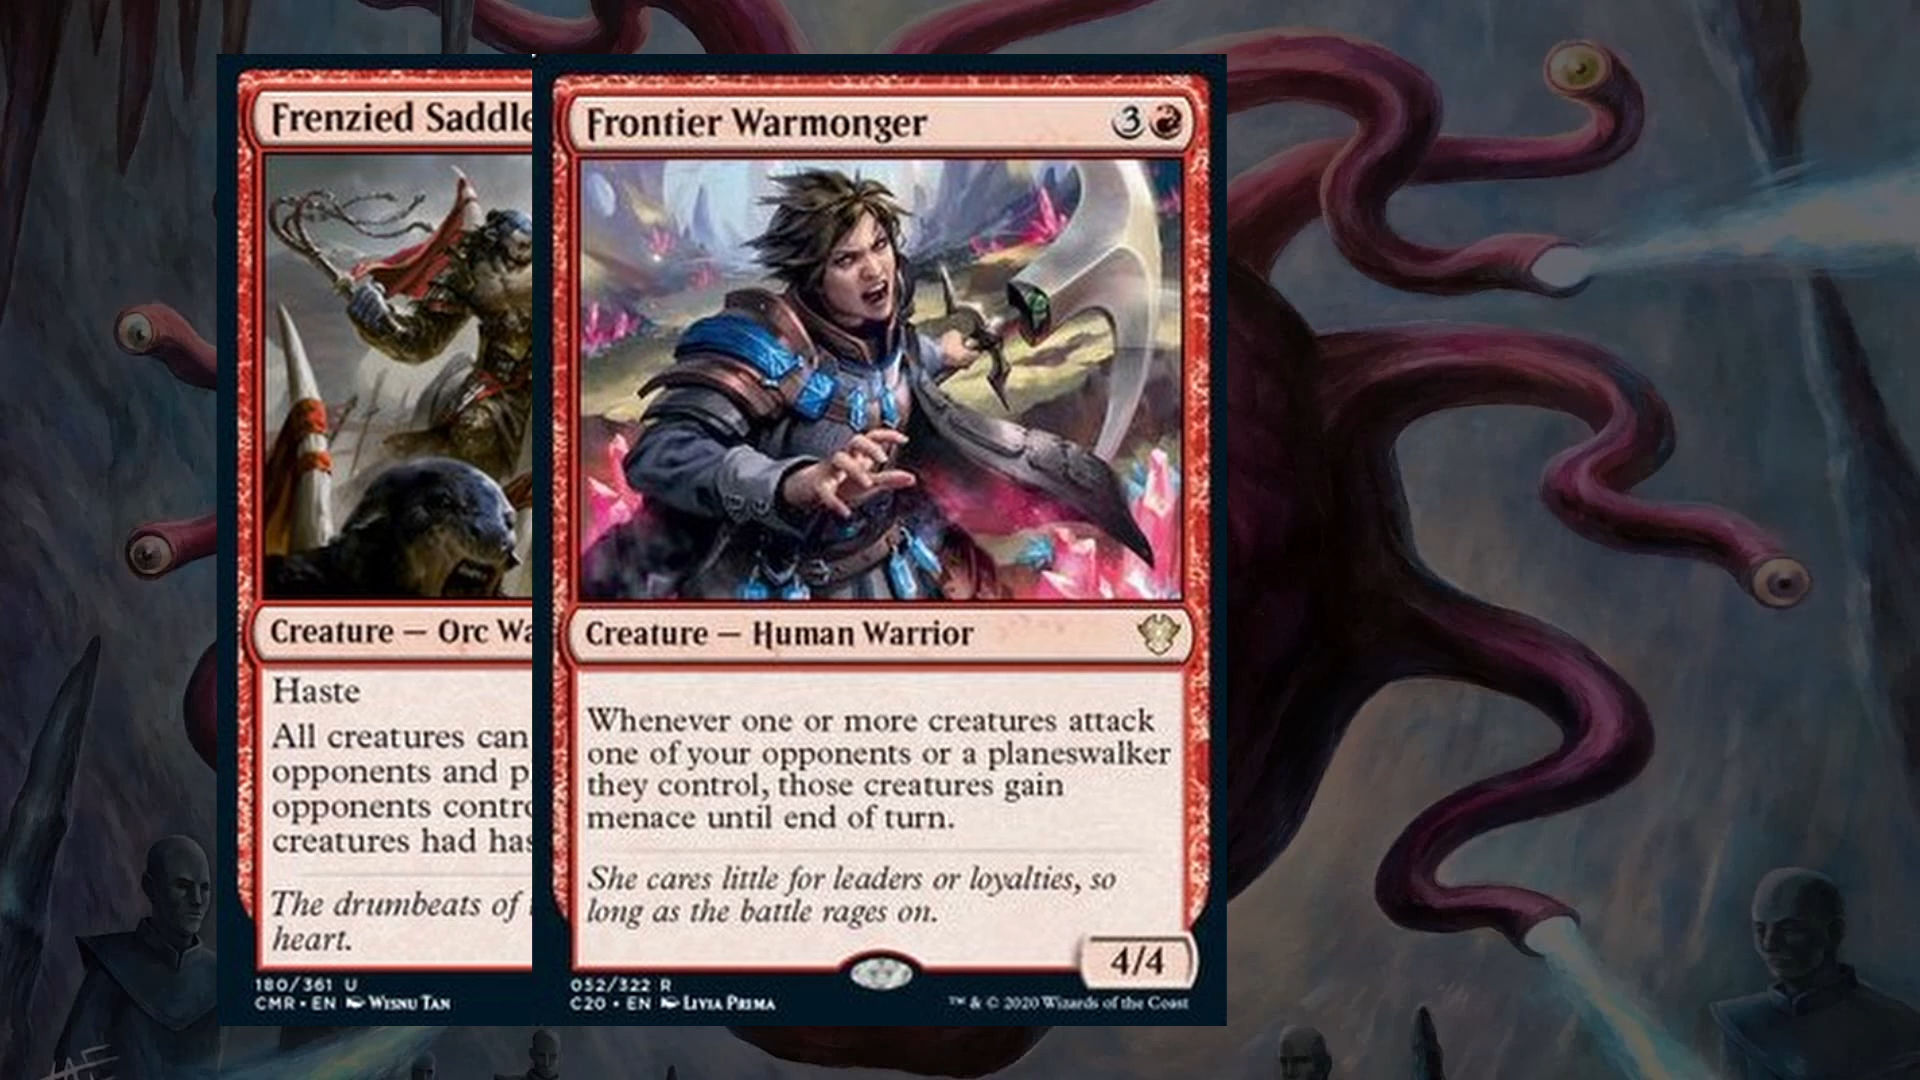 Frenzied Saddle
Creature — Orc Wa
Haste
All creatures can
opponents and p
opponents contro
creatures had has
The drumbeats of
heart.
180/361 U
CMR • EN Wisnu Tan
Frontier Warmonger
3
Creature — Human Warrior
Whenever one or more creatures attack
one of your opponents or a planeswalker
they control, those creatures gain
menace until end of turn.
She cares little for leaders or loyalties, so
long as the battle rages on.
4/4
052/322 R
C20 • EN Livia Prima
™ & © 2020 Wizards of the Coast